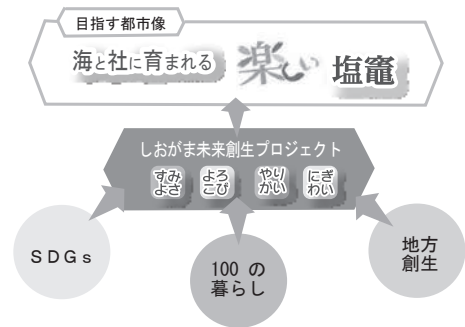 目指す都市像
海と社に育まれる 楽しい 塩竈
しおがま未来創生プロジェクト
すみよさ よろこび やりがい にぎわい
SDGs
100 の
暮らし
地方
創生